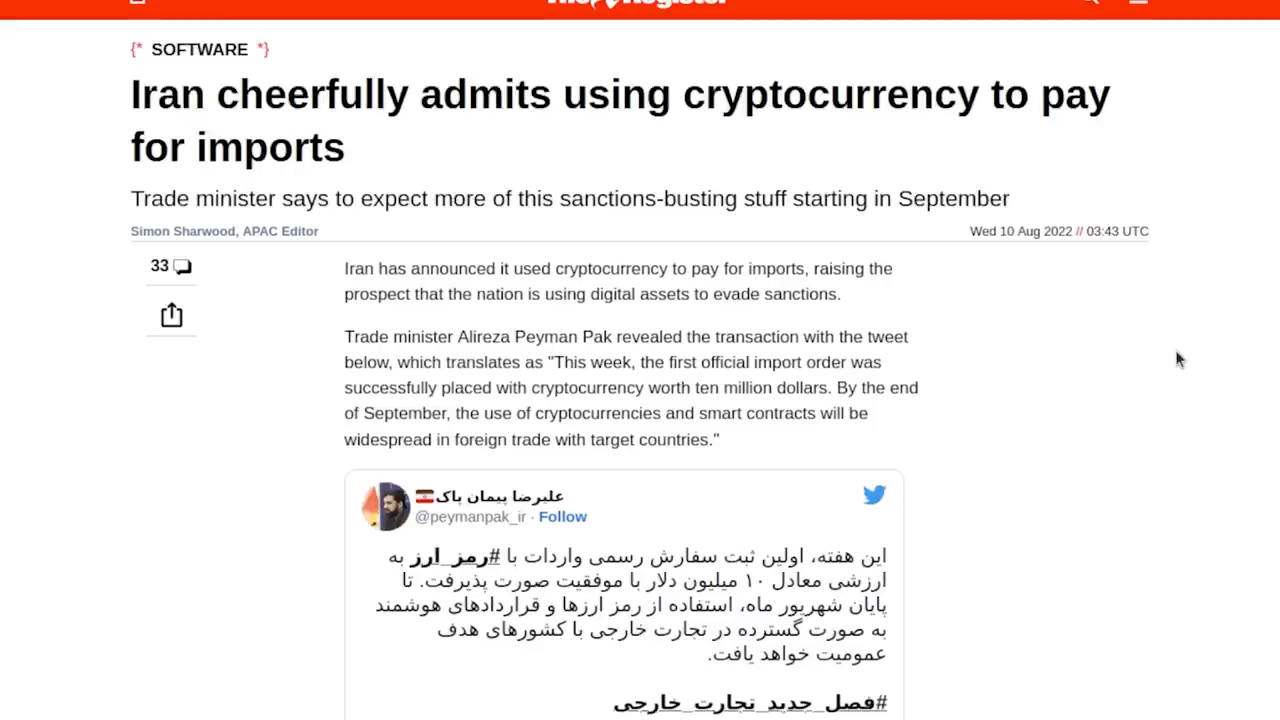 The Register
{* SOFTWARE *}
Iran cheerfully admits using cryptocurrency to pay
for imports
Trade minister says to expect more of this sanctions-busting stuff starting in September
Simon Sharwood, APAC Editor
Wed 10 Aug 2022 // 03:43 UTC
33
Iran has announced it used cryptocurrency to pay for imports, raising the
prospect that the nation is using digital assets to evade sanctions.
Trade minister Alireza Peyman Pak revealed the transaction with the tweet
below, which translates as "This week, the first official import order was
successfully placed with cryptocurrency worth ten million dollars. By the end
of September, the use of cryptocurrencies and smart contracts will be
widespread in foreign trade with target countries."
علیرضا پیمان پاک
@peymanpak_ir · Follow
این هفته، اولین ثبت سفارش رسمی واردات با #رمز_ارز به
ارزشی معادل ۱۰ میلیون دلار با موفقیت صورت پذیرفت. تا
پایان شهریور ماه، استفاده از رمز ارزها و قراردادهای هوشمند
به صورت گسترده در تجارت خارجی با کشورهای هدف
عمومیت خواهد یافت.
#فصل_جدید_تجارت_خارجی